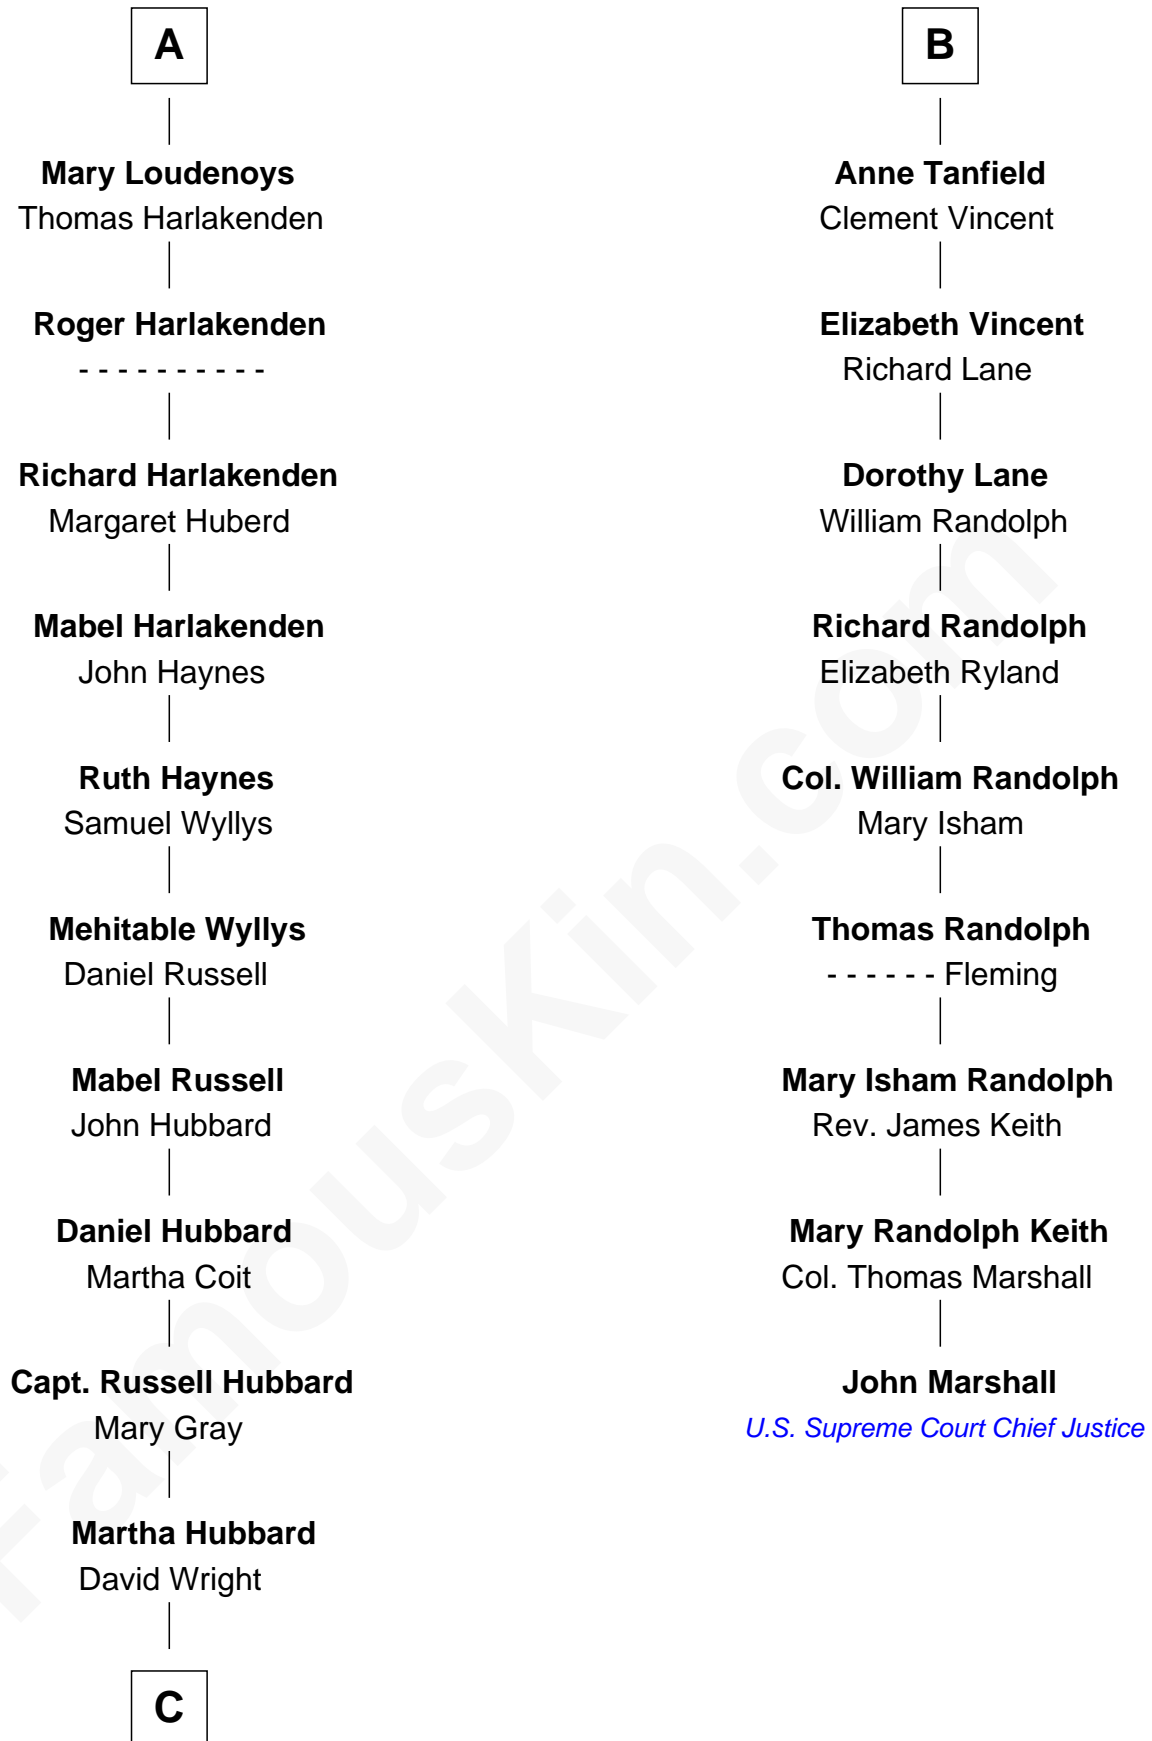 A
Mary Loudenoys
Thomas Harlakenden
Roger Harlakenden
- - - - - - - - - -
Richard Harlakenden
Margaret Huberd
Mabel Harlakenden
John Haynes
Ruth Haynes
Samuel Wyllys
Mehitable Wyllys
Daniel Russell
Mabel Russell
John Hubbard
Daniel Hubbard
Martha Coit
Capt. Russell Hubbard
Mary Gray
Martha Hubbard
David Wright
C
B
Anne Tanfield
Clement Vincent
Elizabeth Vincent
Richard Lane
Dorothy Lane
William Randolph
Richard Randolph
Elizabeth Ryland
Col. William Randolph
Mary Isham
Thomas Randolph
- - - - - - Fleming
Mary Isham Randolph
Rev. James Keith
Mary Randolph Keith
Col. Thomas Marshall
John Marshall
U.S. Supreme Court Chief Justice
FamousKin.com